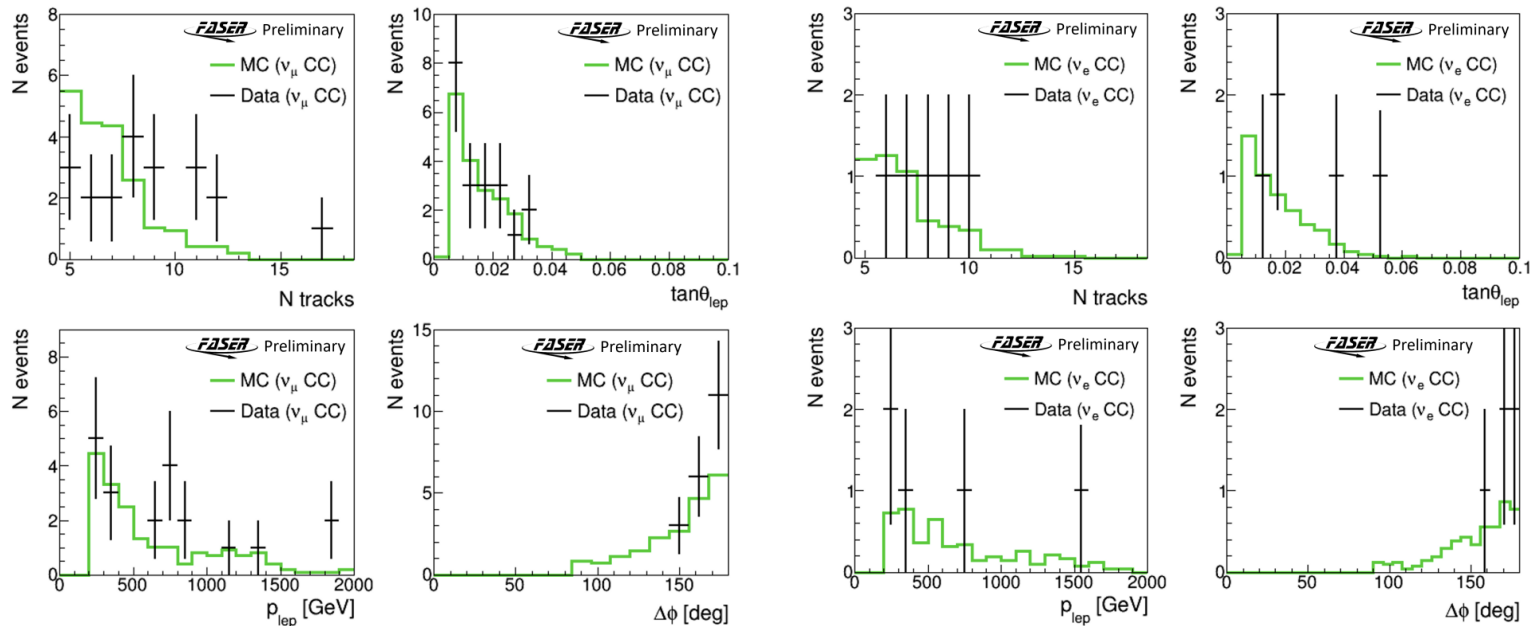 N events
8
6
4
2
0
FASER Preliminary
MC (νμ CC)
Data (νμ CC)
5 10 15
N tracks
N events
10
8
6
4
2
0
FASER Preliminary
MC (νμ CC)
Data (νμ CC)
0 0.02 0.04 0.06 0.08 0.1
tanθlep
N events
3
2
1
0
FASER Preliminary
MC (νe CC)
Data (νe CC)
5 10 15
N tracks
N events
3
2
1
0
FASER Preliminary
MC (νe CC)
Data (νe CC)
0 0.02 0.04 0.06 0.08 0.1
tanθlep
N events
8
6
4
2
0
FASER Preliminary
MC (νμ CC)
Data (νμ CC)
0 500 1000 1500 2000
plep [GeV]
N events
15
10
5
0
FASER Preliminary
MC (νμ CC)
Data (νμ CC)
0 50 100 150
Δϕ [deg]
N events
3
2
1
0
FASER Preliminary
MC (νe CC)
Data (νe CC)
0 500 1000 1500 2000
plep [GeV]
N events
3
2
1
0
FASER Preliminary
MC (νe CC)
Data (νe CC)
0 50 100 150
Δϕ [deg]